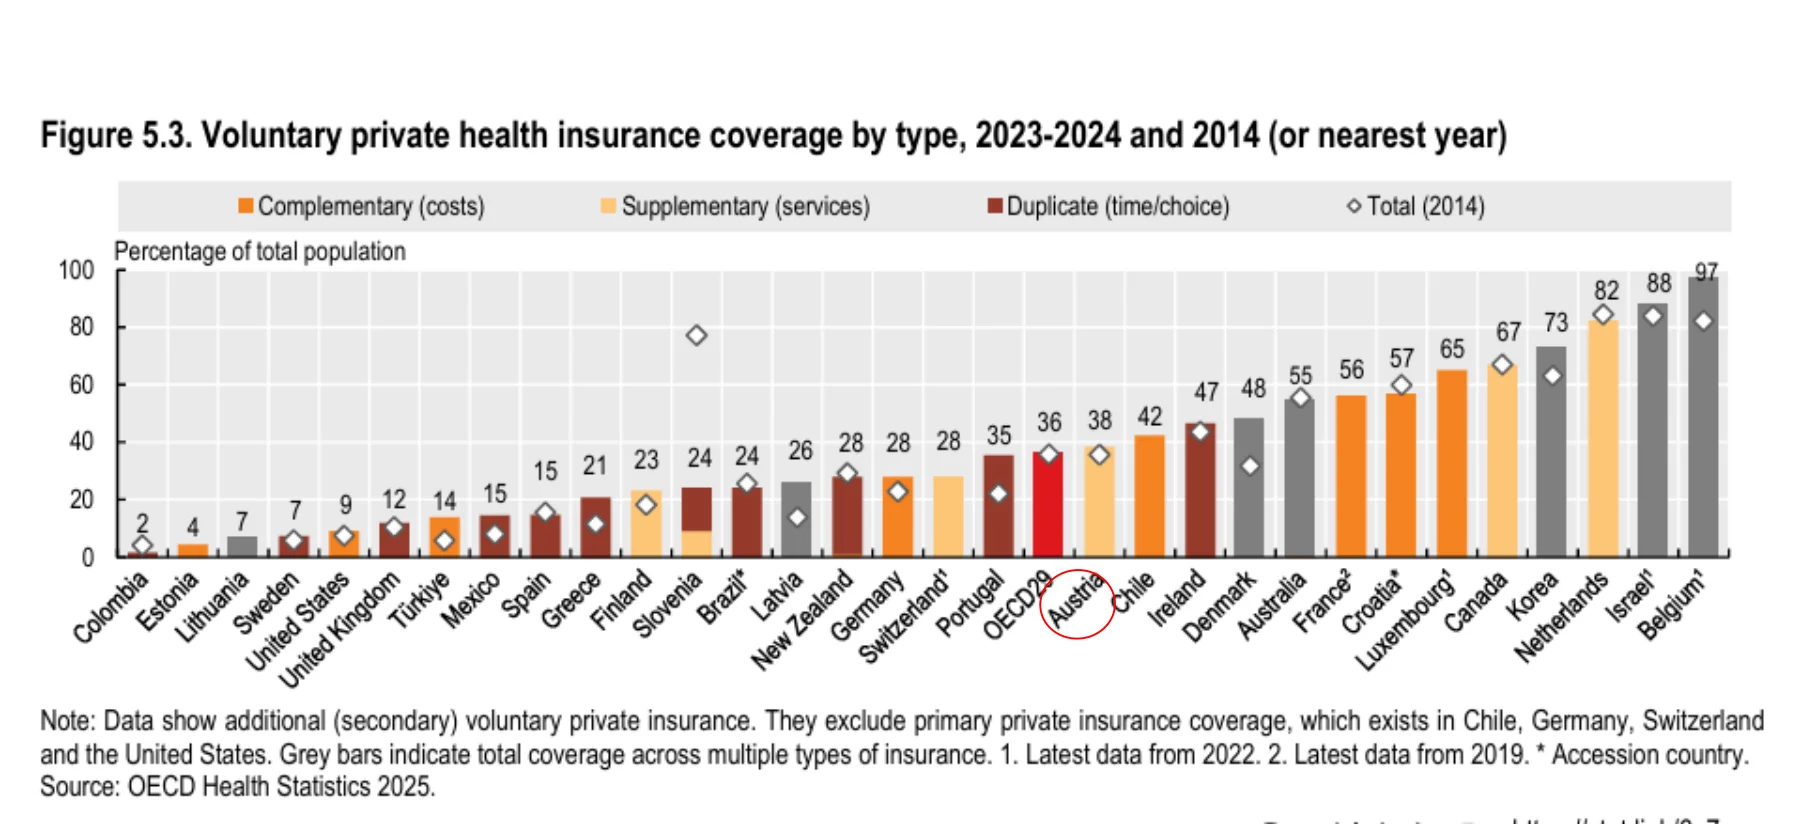 Figure 5.3. Voluntary private health insurance coverage by type, 2023-2024 and 2014 (or nearest year)
Complementary (costs) Supplementary (services) Duplicate (time/choice) Total (2014)
Percentage of total population
100
80
60
40
20
0
2 4 7 7 9 12 14 15 15 21 23 24 24 26 28 28 28 35 36 38 42 47 48 55 56 57 65 67 73 82 88 97
Colombia
Estonia
Lithuania
Sweden
United States
United Kingdom
Türkiye
Mexico
Spain
Greece
Finland
Slovenia
Brazil*
Latvia
New Zealand
Germany
Switzerland¹
Portugal
OECD29
Austria
Chile
Ireland
Denmark
Australia
France²
Croatia*
Luxembourg¹
Canada
Korea
Netherlands
Israel¹
Belgium¹
Note: Data show additional (secondary) voluntary private insurance. They exclude primary private insurance coverage, which exists in Chile, Germany, Switzerland
and the United States. Grey bars indicate total coverage across multiple types of insurance. 1. Latest data from 2022. 2. Latest data from 2019. * Accession country.
Source: OECD Health Statistics 2025.